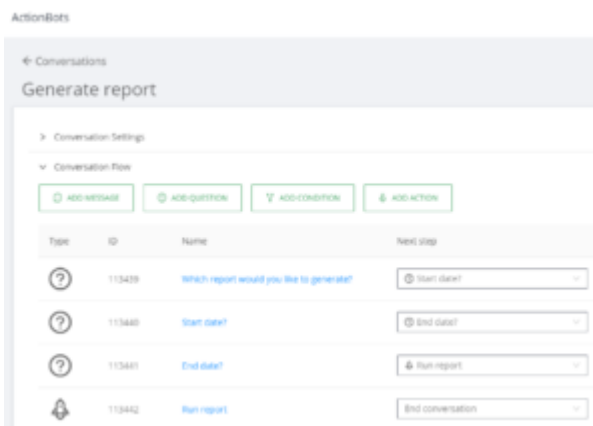 ActionBots
← Conversations
Generate report
> Conversation Settings
Conversation Flow
ADD MESSAGE ADD QUESTION ADD CONDITION ADD ACTION
Type ID Name Next step
113439 Which report would you like to generate? Start date?
113440 Start date? End date?
113441 End date? Run report
113442 Run report End conversation